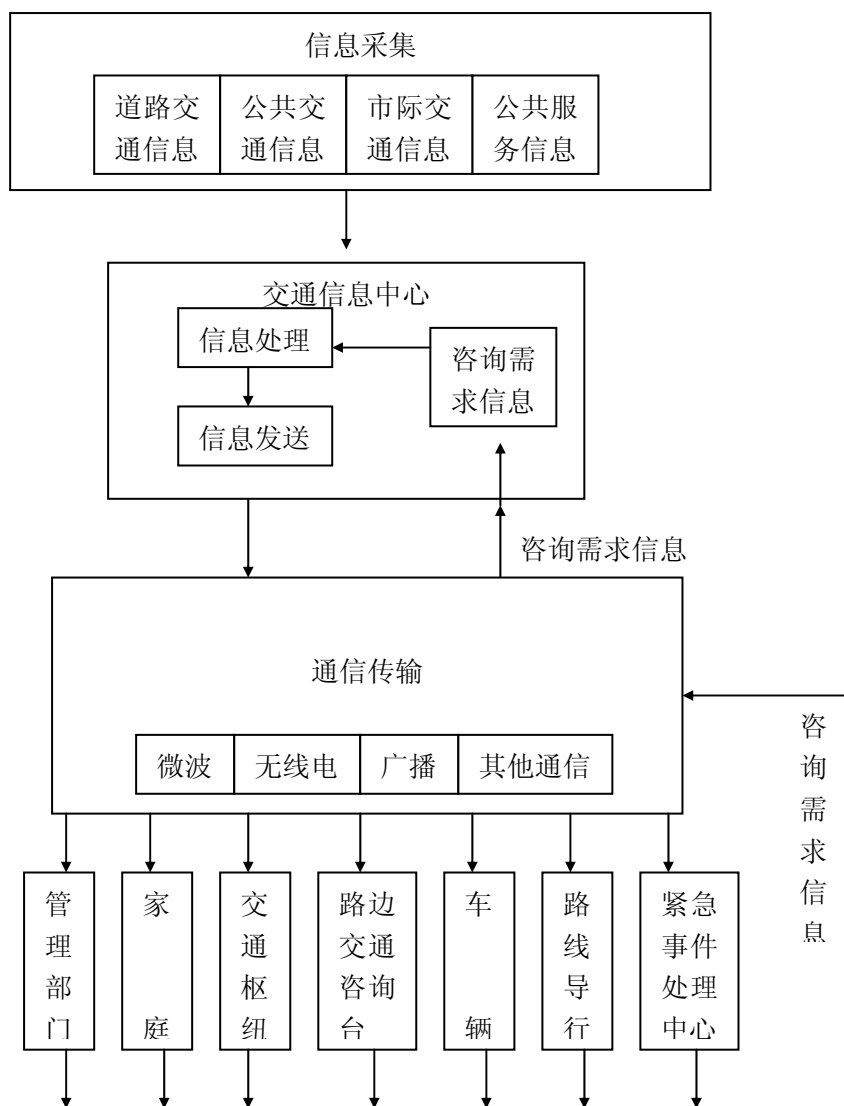 信息采集
道路交
通信息
公共交
通信息
市际交
通信息
公共服
务信息
交通信息中心
信息处理
咨询需
求信息
信息发送
咨询需求信息
通信传输
微波
无线电
广播
其他通信
咨询需求信息
管理部门
家庭
交通枢纽
路边
交通
咨询
台
车辆
路线导行
紧急
事件
处理
中心